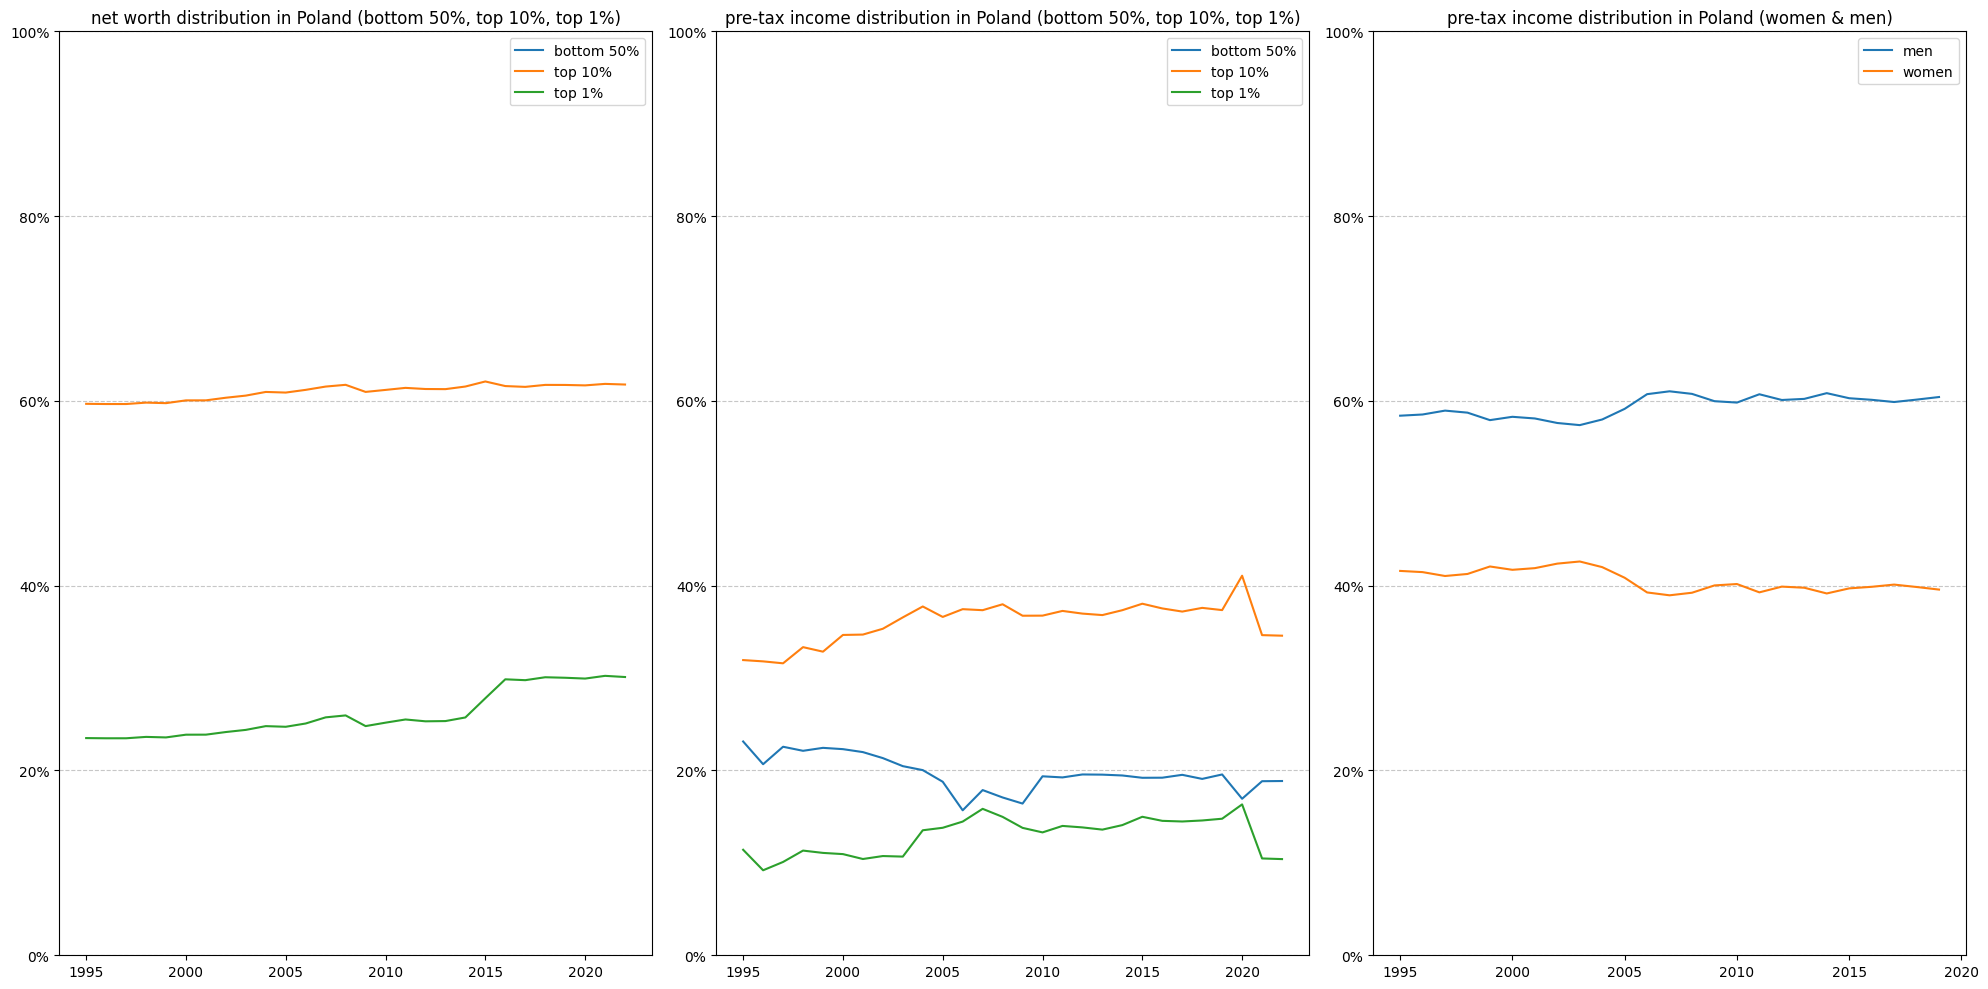 net worth distribution in Poland (bottom 50%, top 10%, top 1%)
100%
80%
60%
40%
20%
0%
1995 2000 2005 2010 2015 2020
bottom 50%
top 10%
top 1%
pre-tax income distribution in Poland (bottom 50%, top 10%, top 1%)
100%
80%
60%
40%
20%
0%
1995 2000 2005 2010 2015 2020
bottom 50%
top 10%
top 1%
pre-tax income distribution in Poland (women & men)
100%
80%
60%
40%
20%
0%
1995 2000 2005 2010 2015 2020
men
women